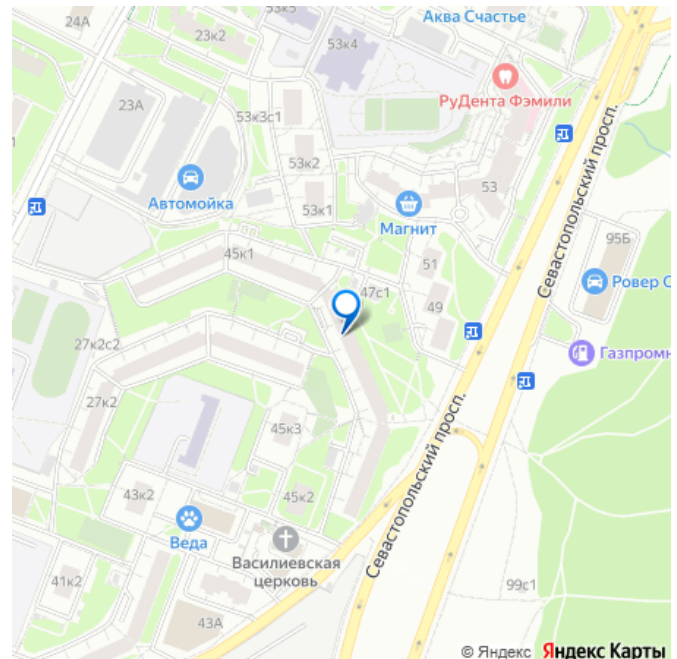 24А
23к2
53к5
53к4
Аква Счастье
РуДента Фэмили
23А
53к3с1
53к2
53к1
Автомойка
53
Магнит
Севастопольский просп.
95Б
Ровер С
45к1
51
47с1
49
27к2с2
Газпромн
27к2
45к3
Севастопольский просп.
43к2
45к2
Веда
Василиевская
церковь
41к2
43А
99с1
© Яндекс Яндекс Карты